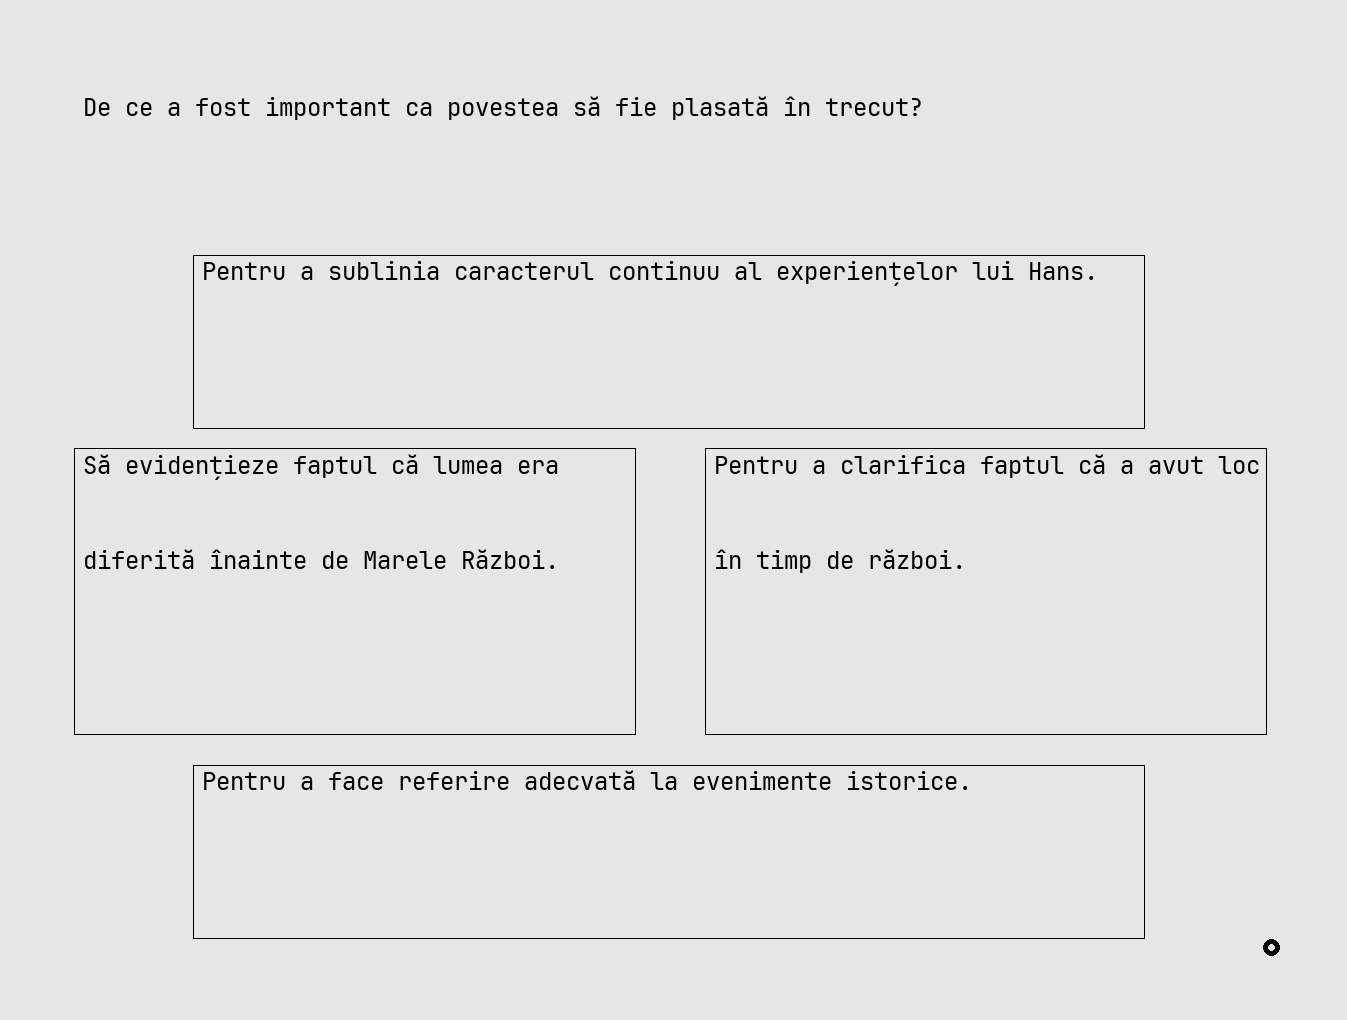 De ce a fost important ca povestea să fie plasată în trecut?
Pentru a sublinia caracterul continuu al experiențelor lui Hans.
Să evidențieze faptul că lumea era
diferită înainte de Marele Război.
Pentru a clarifica faptul că a avut loc
în timp de război.
Pentru a face referire adecvată la evenimente istorice.